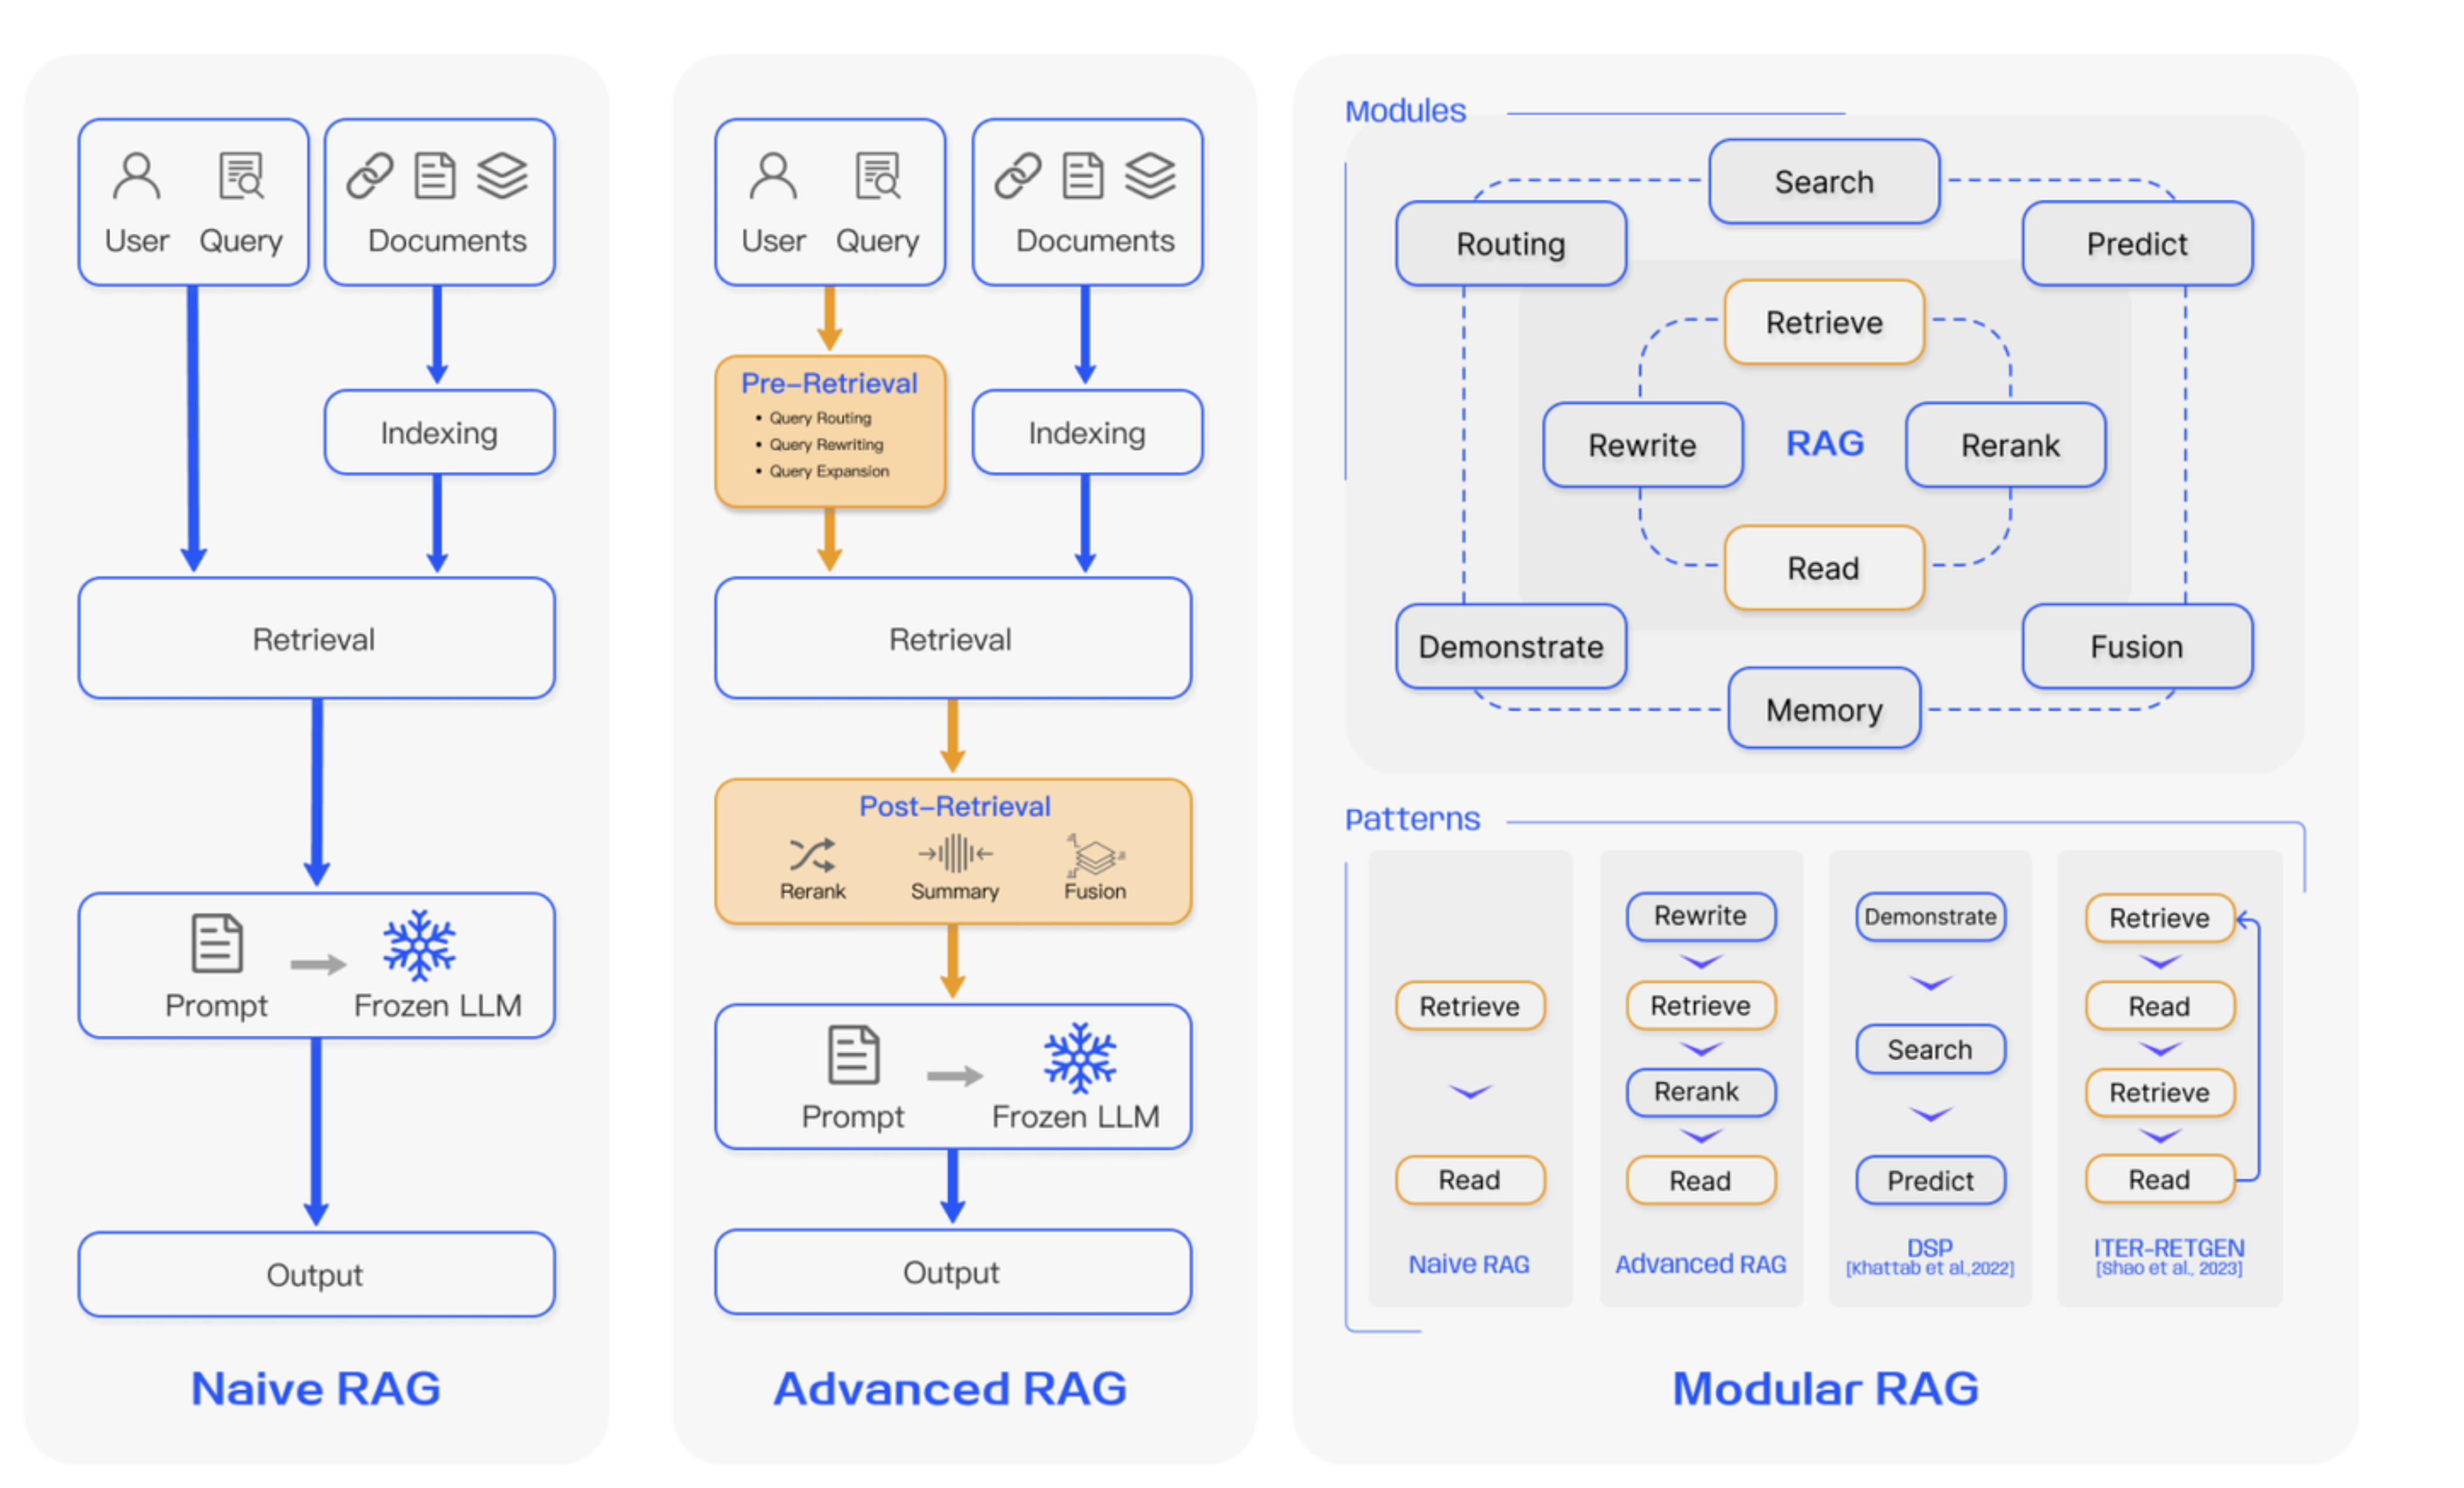 User Query
Documents
Indexing
Retrieval
Prompt
Frozen LLM
Output
Naive RAG
User Query
Documents
Pre-Retrieval
• Query Routing
• Query Rewriting
• Query Expansion
Indexing
Retrieval
Post-Retrieval
Rerank
Summary
Fusion
Prompt
Frozen LLM
Output
Advanced RAG
Modules
Search
Routing
Predict
Retrieve
Rewrite
RAG
Rerank
Read
Demonstrate
Fusion
Memory
Patterns
Retrieve
Read
Naive RAG
Rewrite
Retrieve
Rerank
Read
Advanced RAG
Demonstrate
Search
Predict
DSP
[Khattab et al.,2022]
Retrieve
Read
Retrieve
Read
ITER-RETGEN
[Shao et al., 2023]
Modular RAG